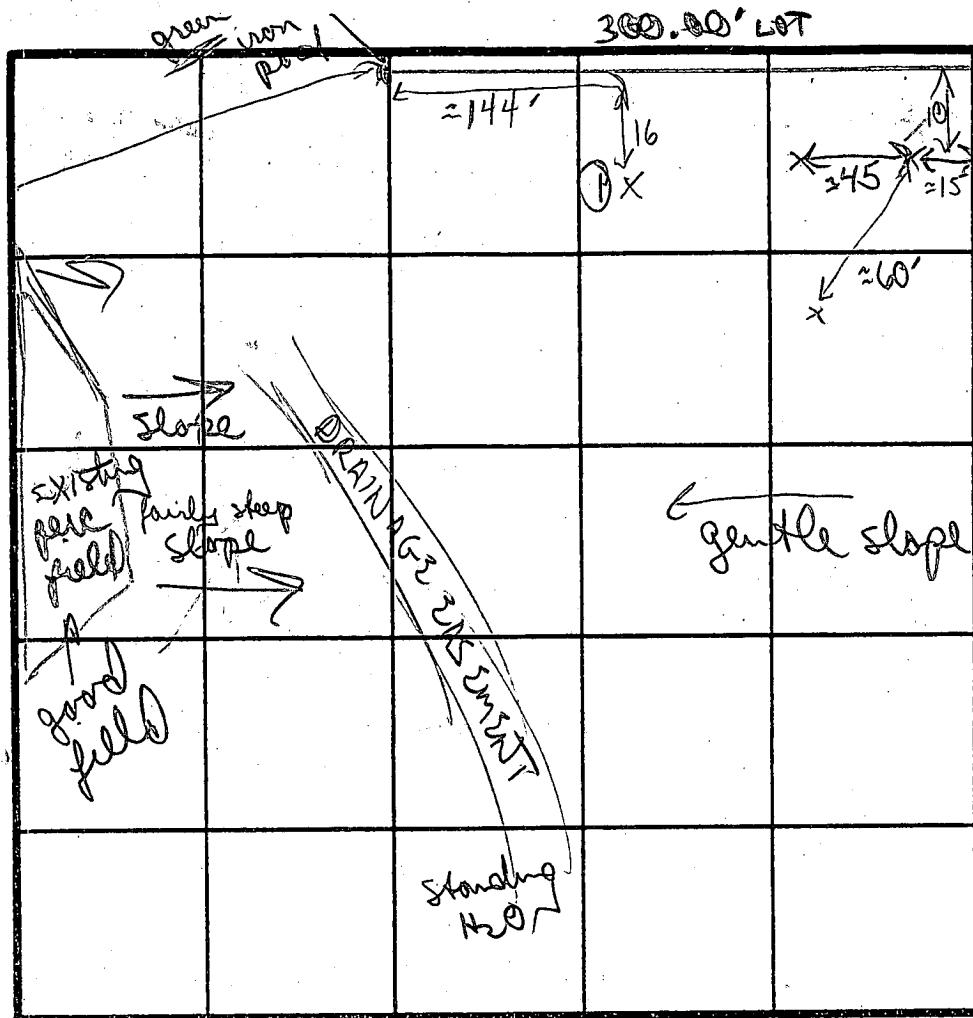 green
iron
300.00' LOT
≈144'
16
10
≈45
≈15'
1 X
≈60'
slope
existing
perc
field
fairly steep
slope
DRAINAGE EASEMENT
gentle slope
good
field
standing
H2O